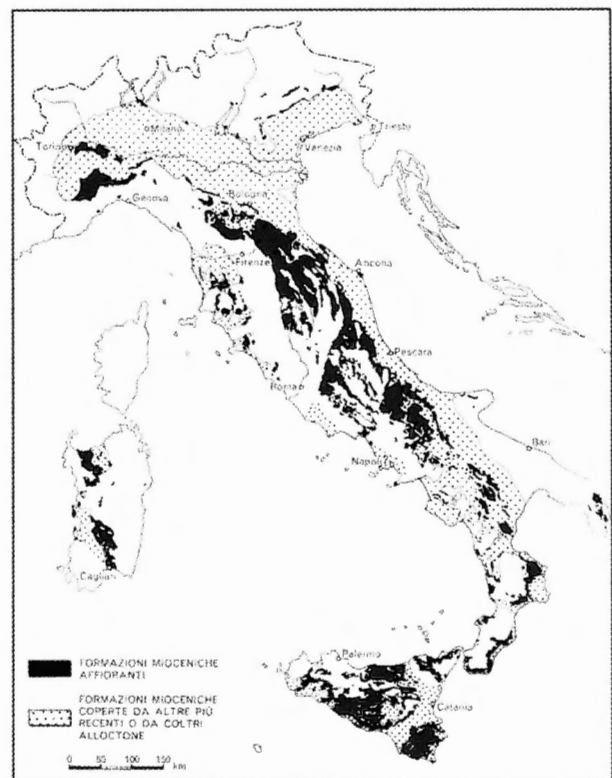 Milano
Trieste
Torino
Venezia
Bologna
Genova
Firenze
Ancona
Pescara
Roma
Bari
Napoli
Cagliari
Palermo
Catania
FORMAZIONI MIOCENICHE
AFFIORANTI
FORMAZIONI MIOCENICHE
COPERTE DA ALTRE PIÙ
RECENTI O DA COLTRI
ALLOCTONE
0 50 100 150
km